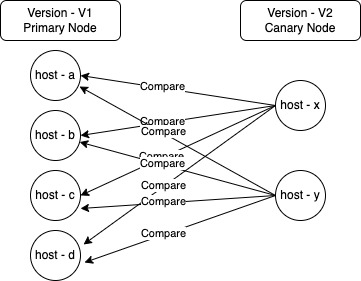 Version - V1
Primary Node
Version - V2
Canary Node
host - a
Compare
host - x
host - b
Compare
Compare
Compare
Compare
host - c
Compare
host - y
Compare
Compare
host - d